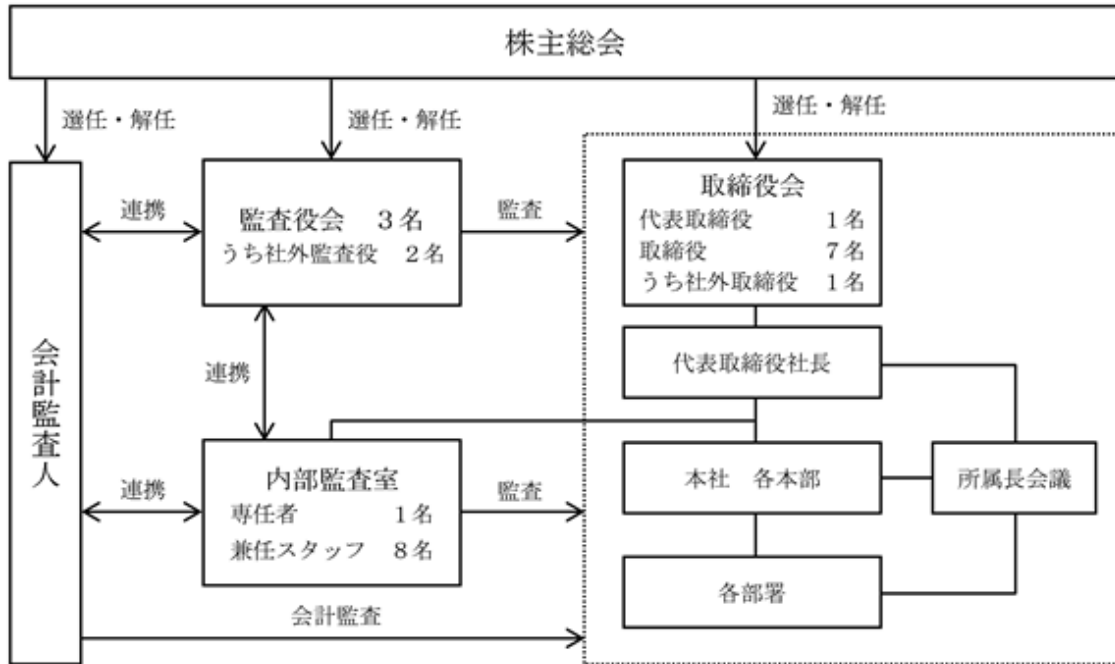 株主総会
選任・解任
選任・解任
選任・解任
会計監査人
連携
監査役会 3名
うち社外監査役 2名
監査
取締役会
代表取締役 1名
取締役 7名
うち社外取締役 1名
代表取締役社長
連携
連携
内部監査室
専任者 1名
兼任スタッフ 8名
監査
本社 各本部
所属長会議
各部署
会計監査